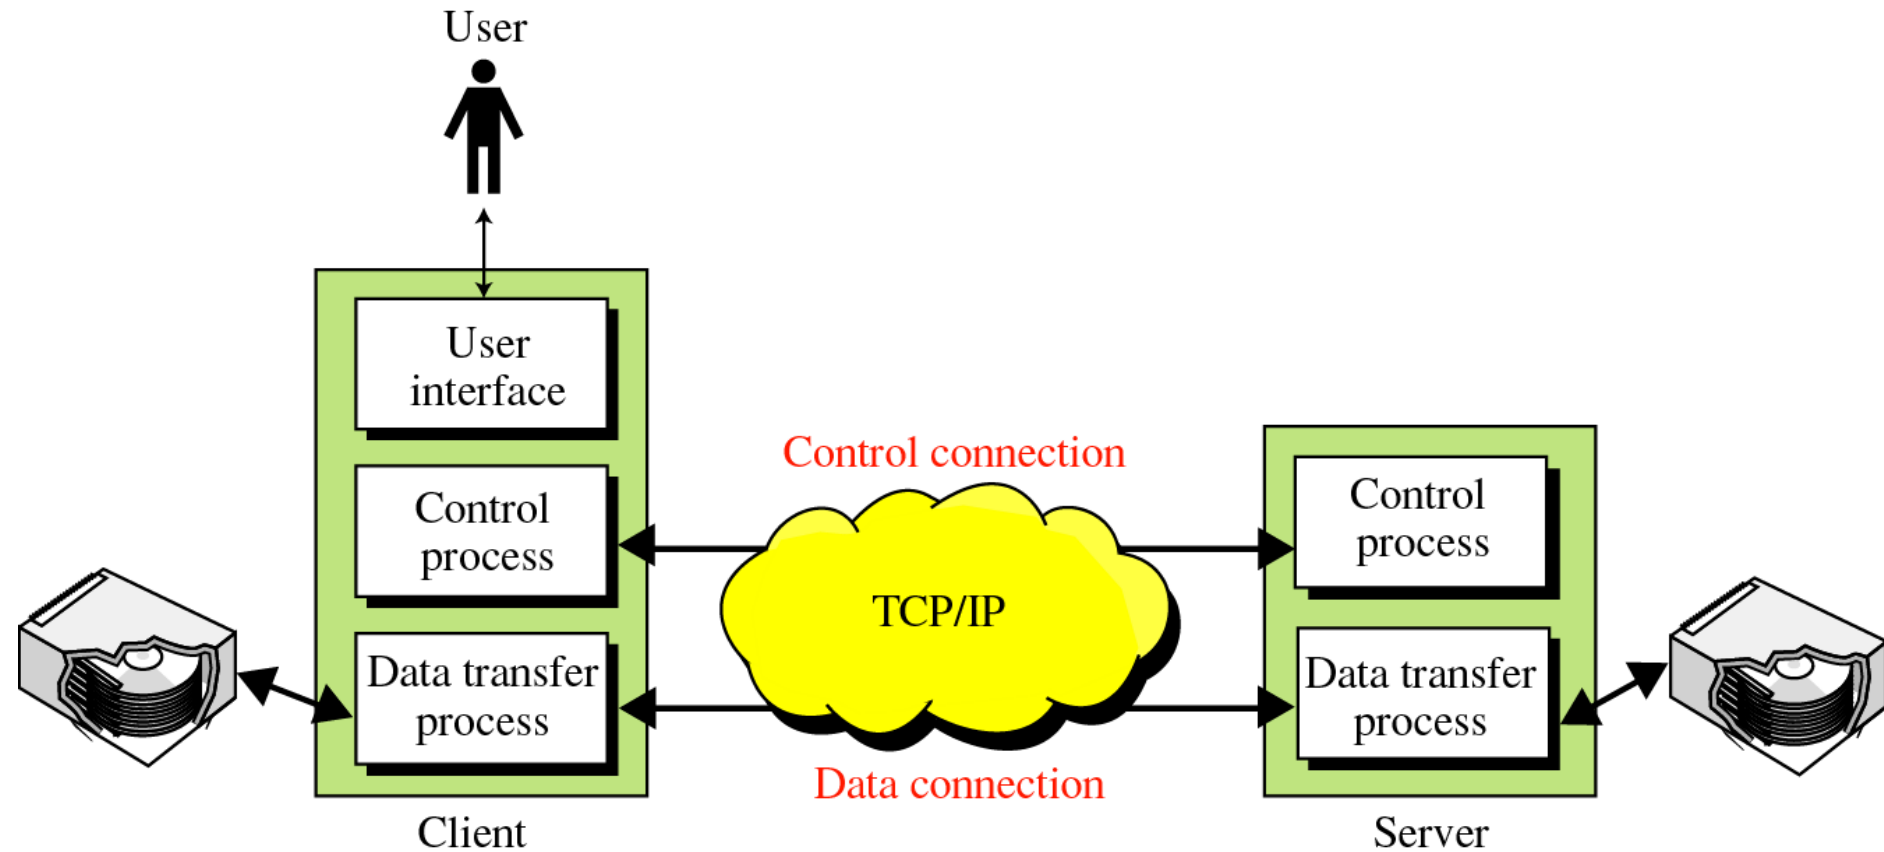 User
User
interface
Control connection
Control
process
Control
process
TCP/IP
Data transfer
process
Data transfer
process
Data connection
Client
Server